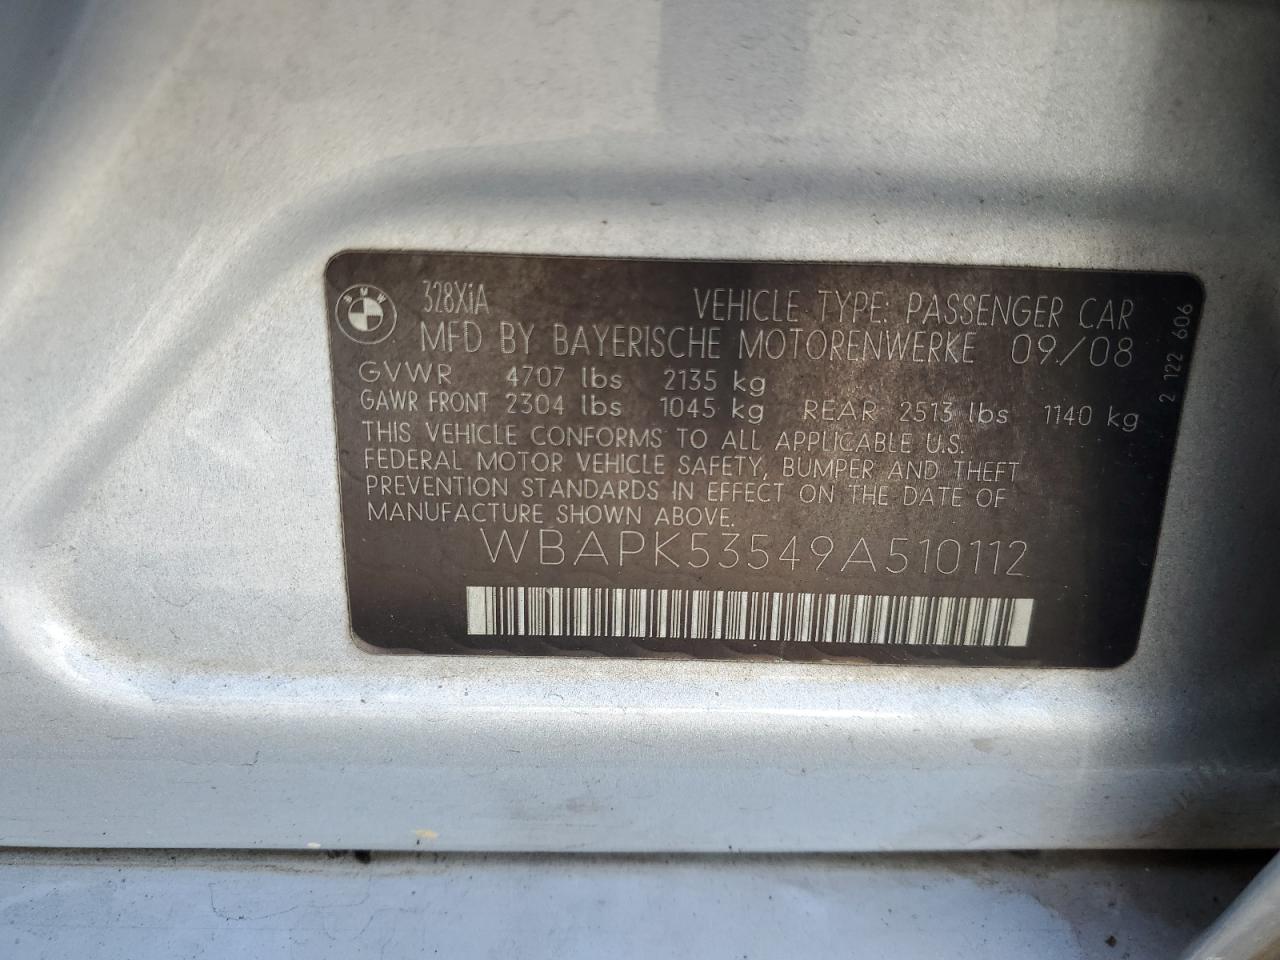 328XiA VEHICLE TYPE: PASSENGER CAR
BMW
MFD BY BAYERISCHE MOTORENWERKE 09./08
GVWR 4707 lbs 2135 kg
GAWR FRONT 2304 lbs 1045 kg REAR 2513 lbs 1140 kg
THIS VEHICLE CONFORMS TO ALL APPLICABLE U.S.
FEDERAL MOTOR VEHICLE SAFETY, BUMPER AND THEFT
PREVENTION STANDARDS IN EFFECT ON THE DATE OF
MANUFACTURE SHOWN ABOVE.
WBAPK53549A510112
2 122 606